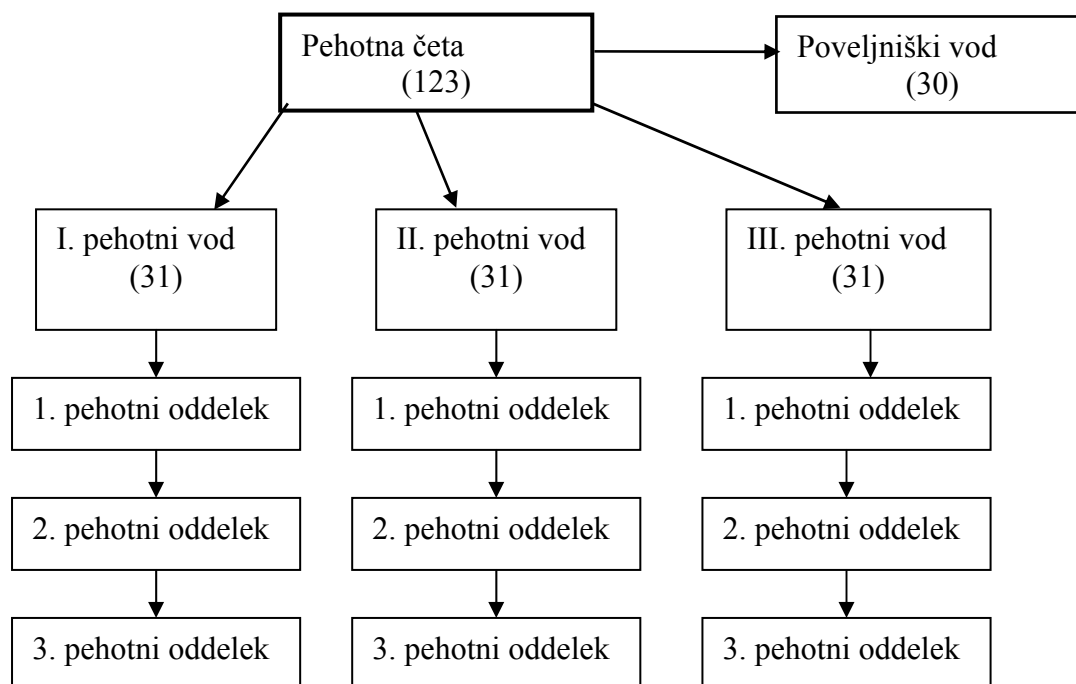 Pehotna četa
(123)
Poveljniški vod
(30)
I. pehotni vod
(31)
II. pehotni vod
(31)
III. pehotni vod
(31)
1. pehotni oddelek
1. pehotni oddelek
1. pehotni oddelek
2. pehotni oddelek
2. pehotni oddelek
2. pehotni oddelek
3. pehotni oddelek
3. pehotni oddelek
3. pehotni oddelek